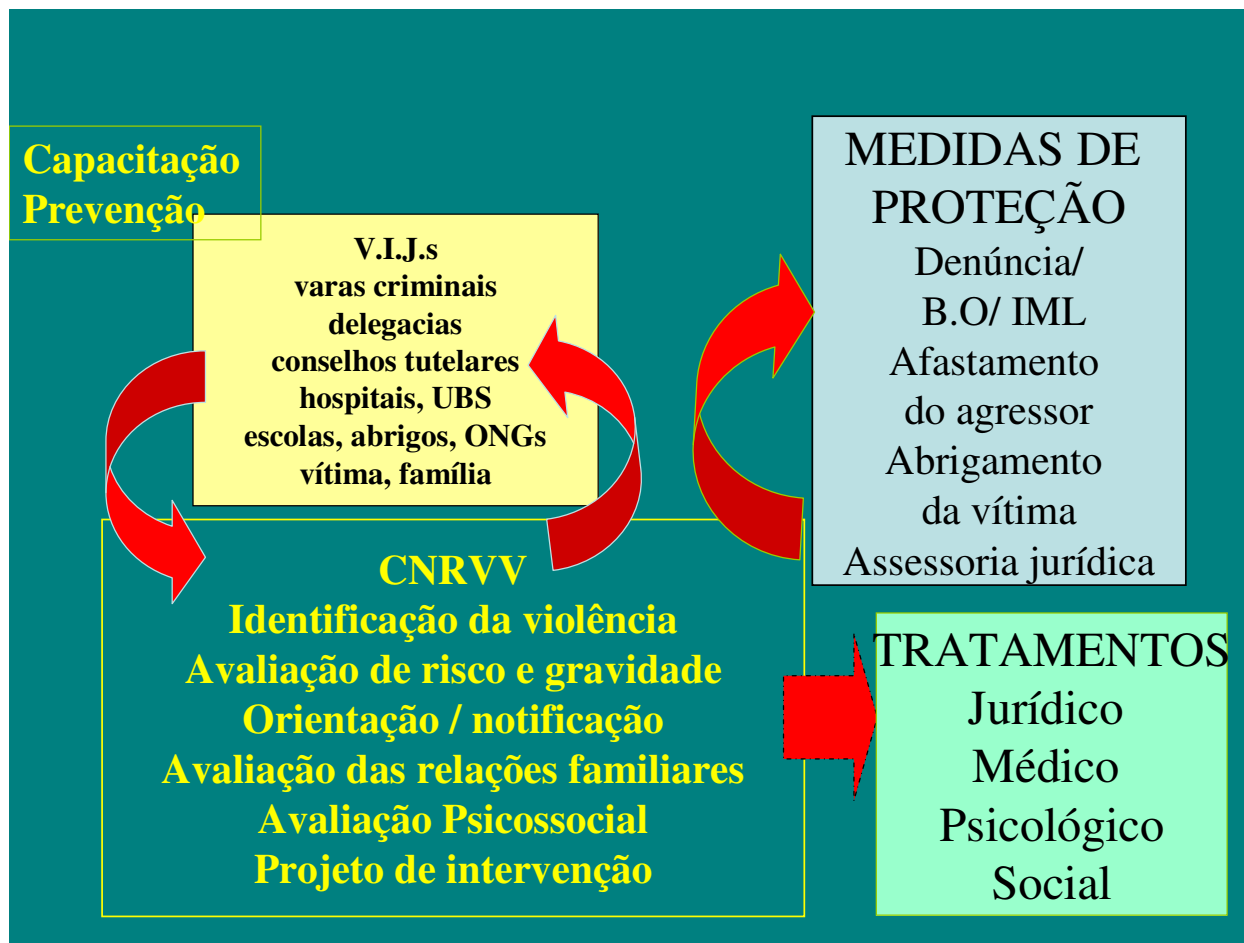 Capacitação
Prevenção
V.I.J.s
varas criminais
delegacias
conselhos tutelares
hospitais, UBS
escolas, abrigos, ONGs
vítima, família
CNRVV
Identificação da violência
Avaliação de risco e gravidade
Orientação / notificação
Avaliação das relações familiares
Avaliação Psicossocial
Projeto de intervenção
MEDIDAS DE
PROTEÇÃO
Denúncia/
B.O/ IML
Afastamento
do agressor
Abrigamento
da vítima
Assessoria jurídica
TRATAMENTOS
Jurídico
Médico
Psicológico
Social